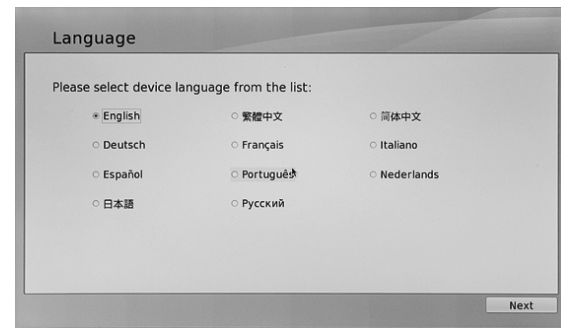 Language
Please select device language from the list:
English 繁體中文 简体中文
Deutsch Français Italiano
Español Português Nederlands
日本語 Русский
Next